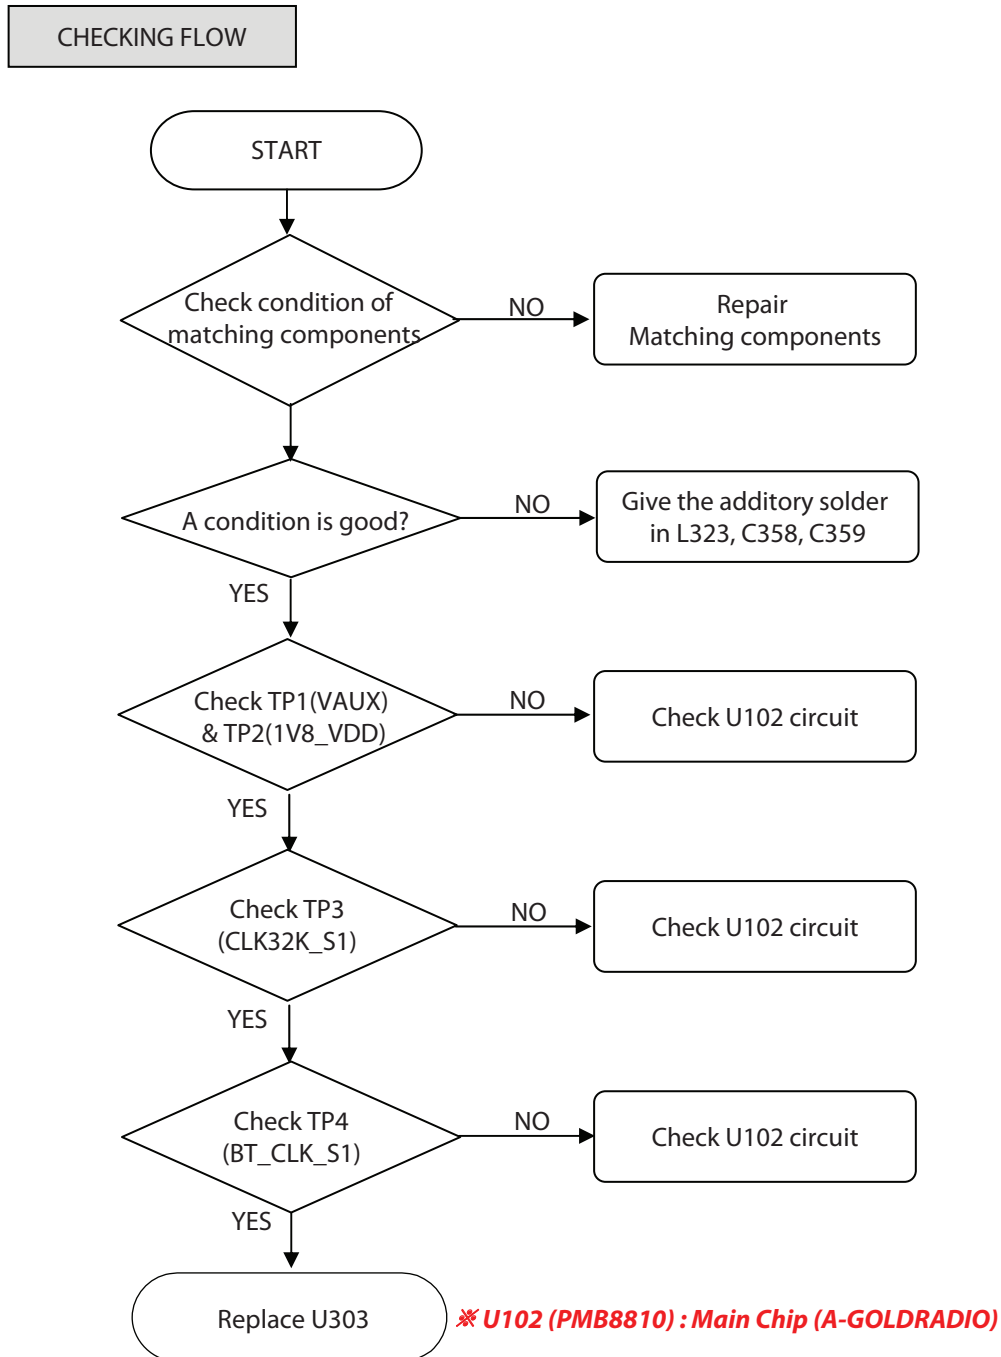 CHECKING FLOW
START
Check condition of
matching components
NO
Repair
Matching components
A condition is good?
NO
Give the additory solder
in L323, C358, C359
YES
Check TP1(VAUX)
& TP2(1V8_VDD)
NO
Check U102 circuit
YES
Check TP3
(CLK32K_S1)
NO
Check U102 circuit
YES
Check TP4
(BT_CLK_S1)
NO
Check U102 circuit
YES
Replace U303
※ U102 (PMB8810) : Main Chip (A-GOLDRADIO)